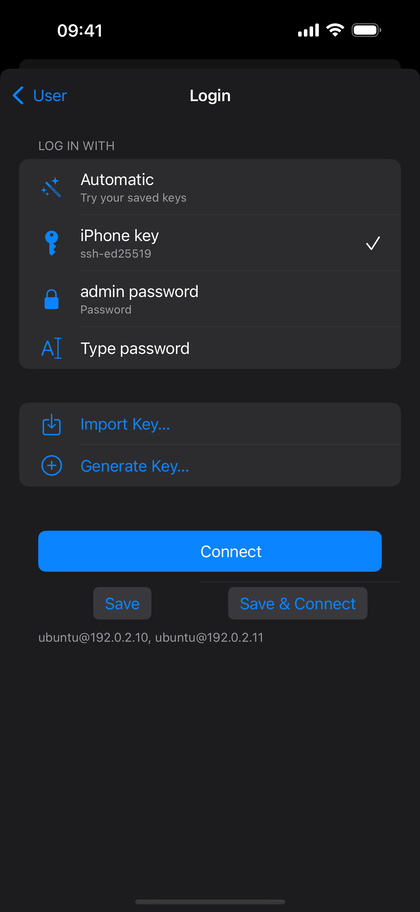 09:41
User
Login
LOG IN WITH
Automatic
Try your saved keys
iPhone key
ssh-ed25519
admin password
Password
Type password
Import Key...
Generate Key...
Connect
Save
Save & Connect
ubuntu@192.0.2.10, ubuntu@192.0.2.11